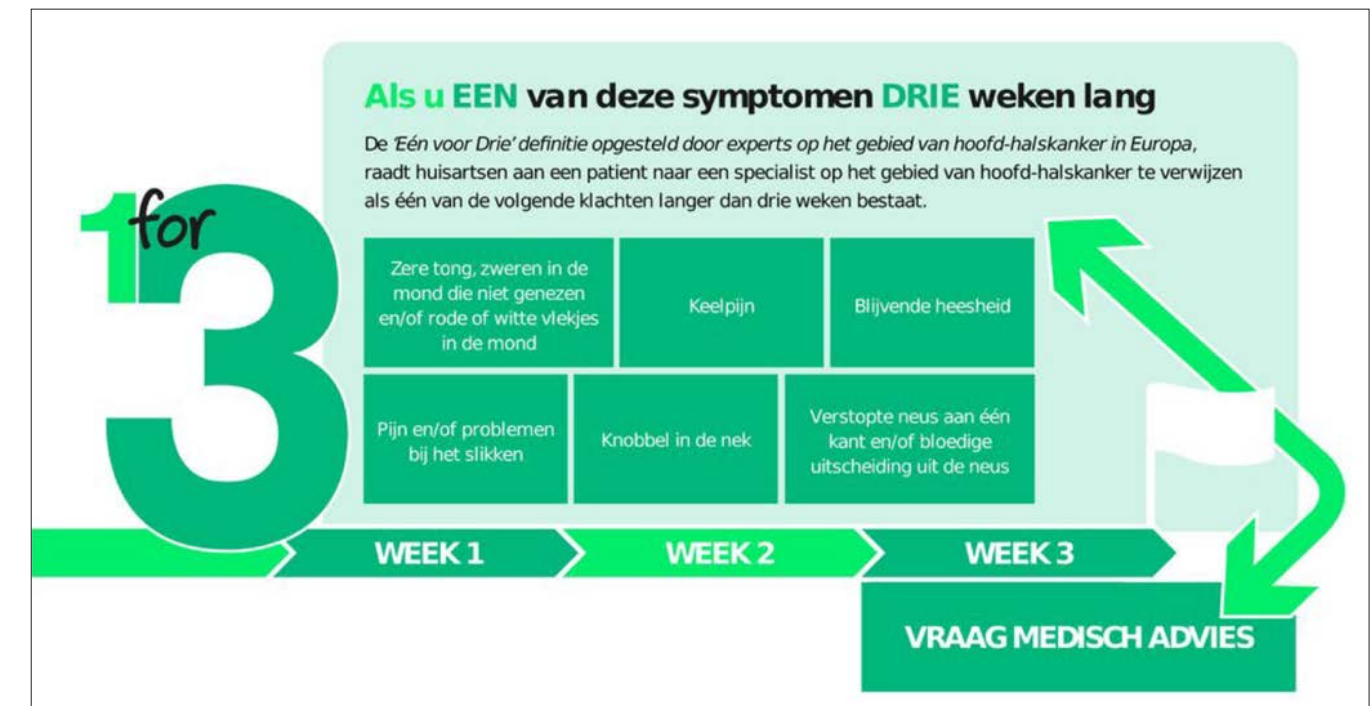 1for
3
Als u EEN van deze symptomen DRIE weken lang
De 'Eén voor Drie' definitie opgesteld door experts op het gebied van hoofd-halskanker in Europa,
raadt huisartsen aan een patient naar een specialist op het gebied van hoofd-halskanker te verwijzen
als één van de volgende klachten langer dan drie weken bestaat.
Zere tong, zweren in de
mond die niet genezen
en/of rode of witte vlekjes
in de mond
Keelpijn
Blijvende heesheid
Pijn en/of problemen
bij het slikken
Knobbel in de nek
Verstopte neus aan één
kant en/of bloedige
uitscheiding uit de neus
WEEK 1
WEEK 2
WEEK 3
VRAAG MEDISCH ADVIES